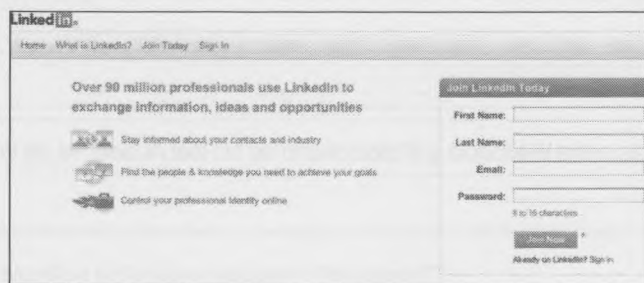 Linked in
Home What is LinkedIn? Join Today Sign In
Over 90 million professionals use LinkedIn to
exchange information, ideas and opportunities
Stay informed about your contacts and industry
Find the people & knowledge you need to achieve your goals
Control your professional identity online
Join LinkedIn Today
First Name:
Last Name:
Email:
Password:
6 to 16 characters
Join Now *
Already on LinkedIn? Sign in